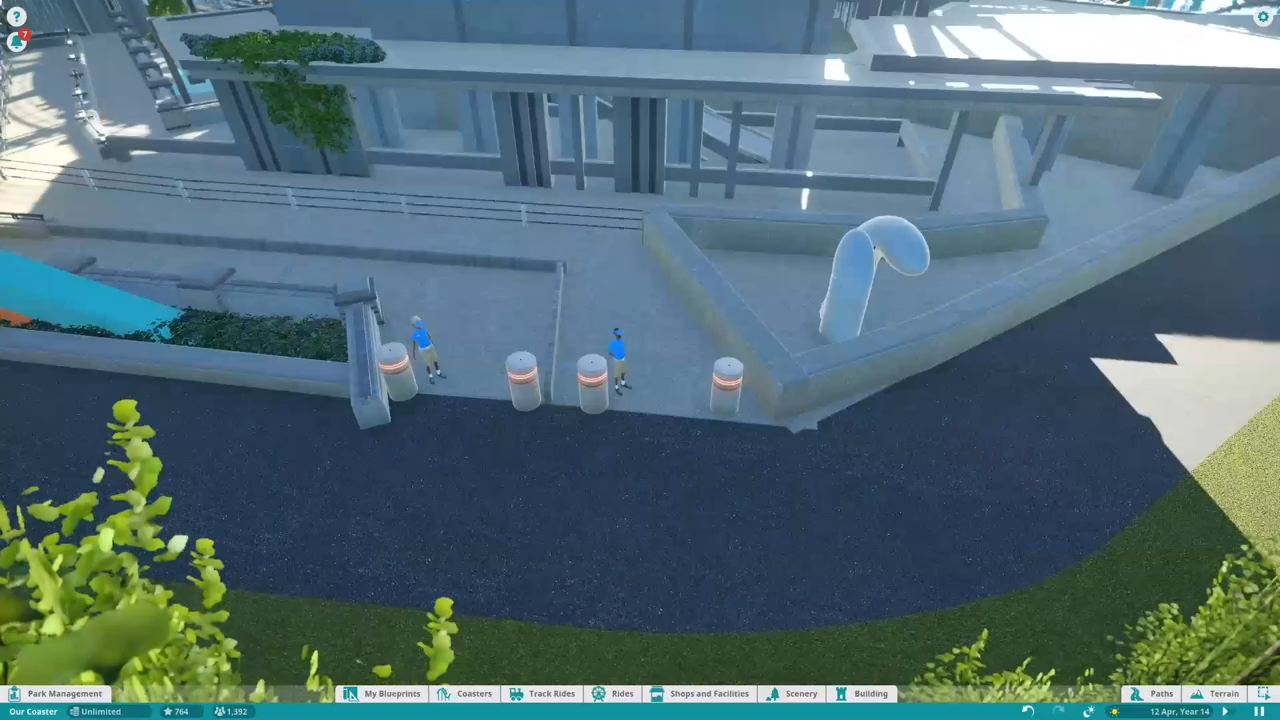 ?
7
Park Management
My Blueprints
Coasters
Track Rides
Rides
Shops and Facilities
Scenery
Building
Paths
Terrain
Our Coaster
Unlimited
764
1,392
12 Apr, Year 14